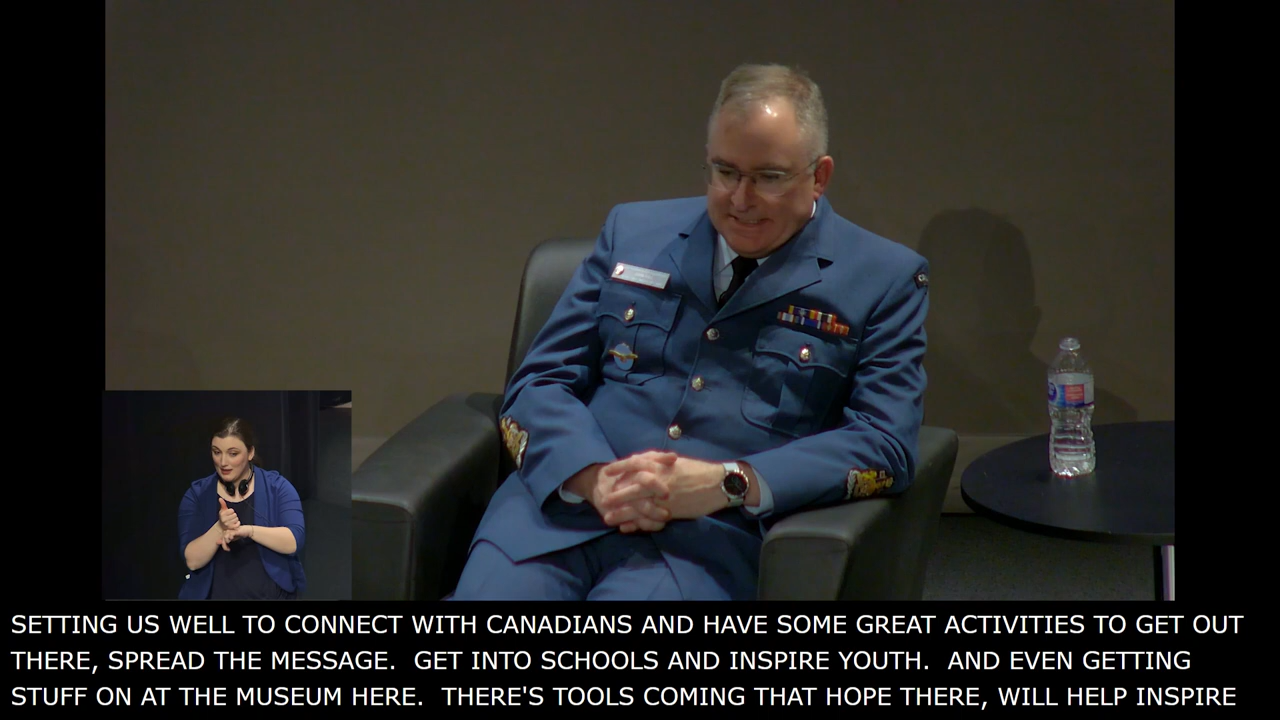 SETTING US WELL TO CONNECT WITH CANADIANS AND HAVE SOME GREAT ACTIVITIES TO GET OUT
THERE, SPREAD THE MESSAGE.  GET INTO SCHOOLS AND INSPIRE YOUTH.  AND EVEN GETTING
STUFF ON AT THE MUSEUM HERE.  THERE'S TOOLS COMING THAT HOPE THERE, WILL HELP INSPIRE